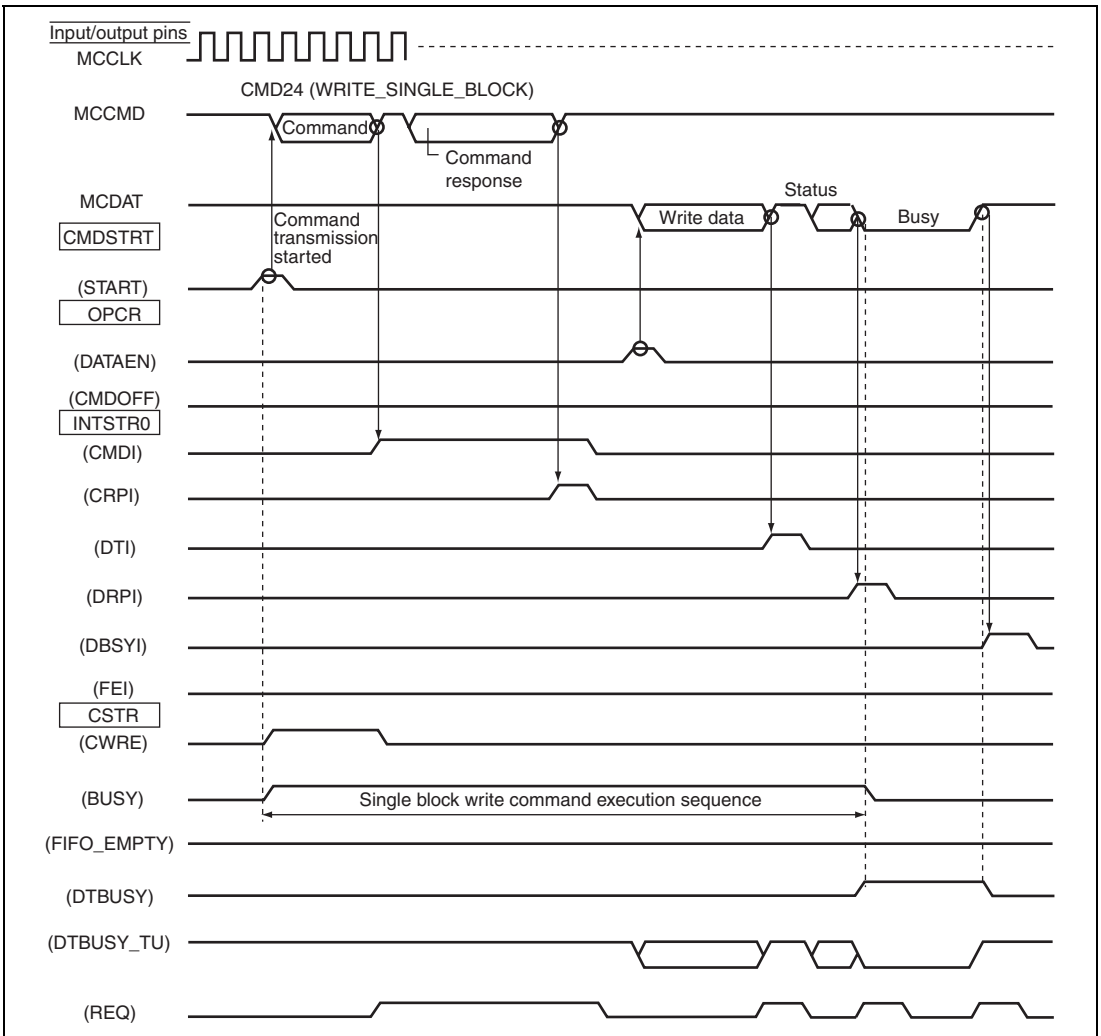 Input/output pins
MCCLK
CMD24 (WRITE_SINGLE_BLOCK)
MCCMD
Command
Command
response
MCDAT
Status
Write data
Busy
CMDSTRT
Command
transmission
started
(START)
OPCR
(DATAEN)
(CMDOFF)
INTSTR0
(CMDI)
(CRPI)
(DTI)
(DRPI)
(DBSYI)
(FEI)
CSTR
(CWRE)
(BUSY)
Single block write command execution sequence
(FIFO_EMPTY)
(DTBUSY)
(DTBUSY_TU)
(REQ)